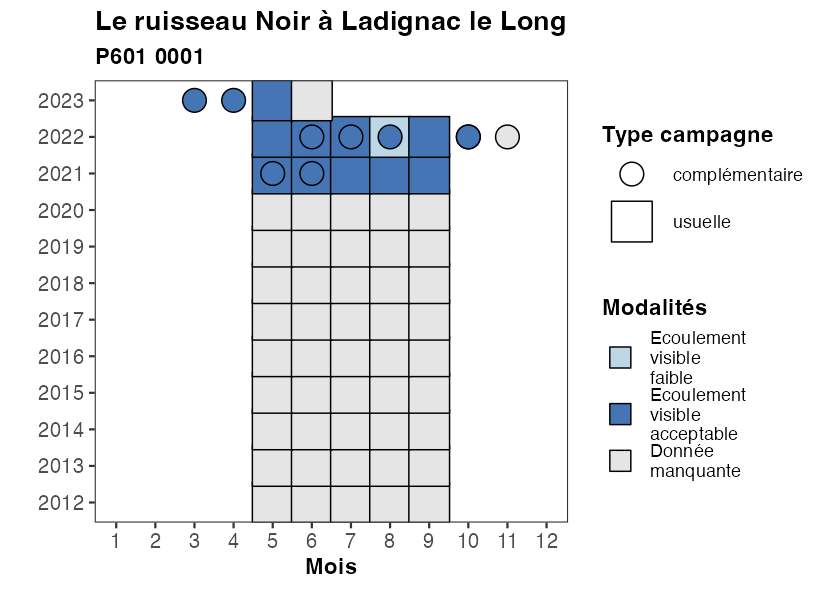 Le ruisseau Noir à Ladignac le Long
P601 0001
2023
2022
2021
2020
2019
2018
2017
2016
2015
2014
2013
2012
1 2 3 4 5 6 7 8 9 10 11 12
Mois
Type campagne
complémentaire
usuelle
Modalités
Ecoulement
visible
faible
Ecoulement
visible
acceptable
Donnée
manquante